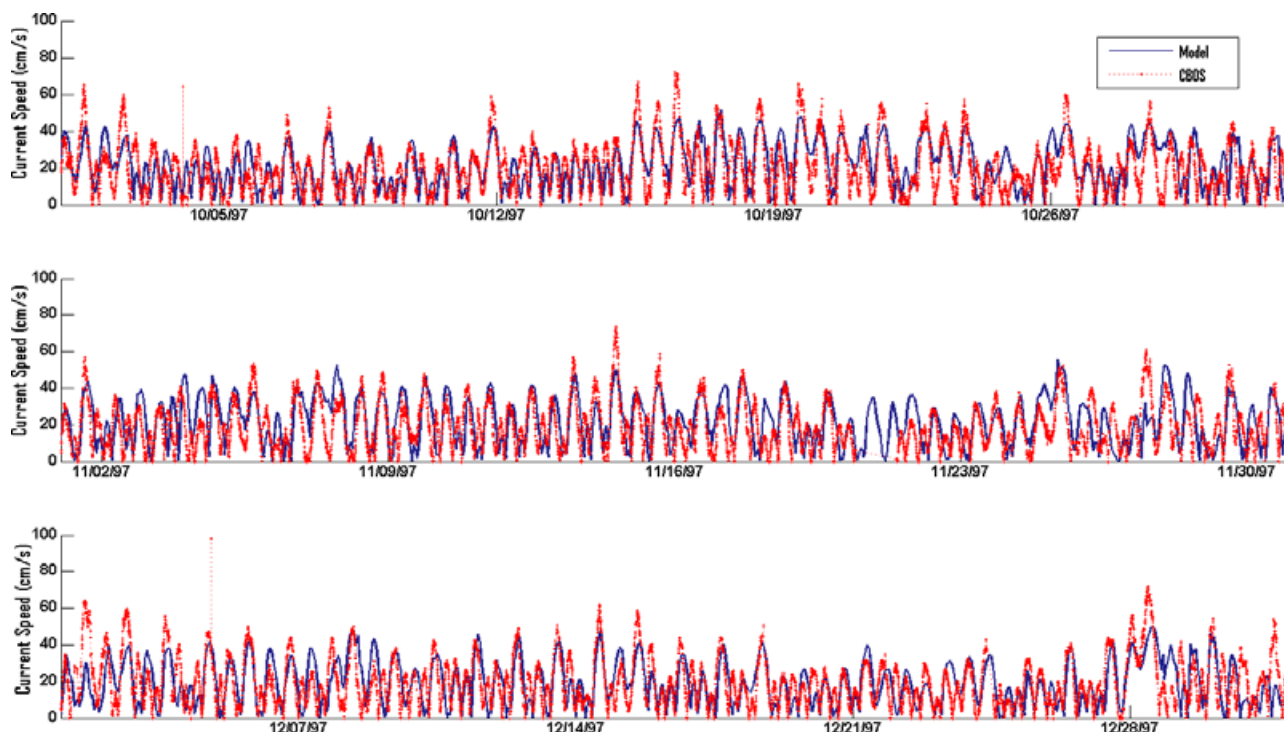 100
80
60
40
20
0
Current Speed (cm/s)
Model
CBOS
10/05/97 10/12/97 10/19/97 10/26/97
100
80
60
40
20
0
Current Speed (cm/s)
11/02/97 11/09/97 11/16/97 11/23/97 11/30/97
100
80
60
40
20
0
Current Speed (cm/s)
12/07/97 12/14/97 12/21/97 12/28/97